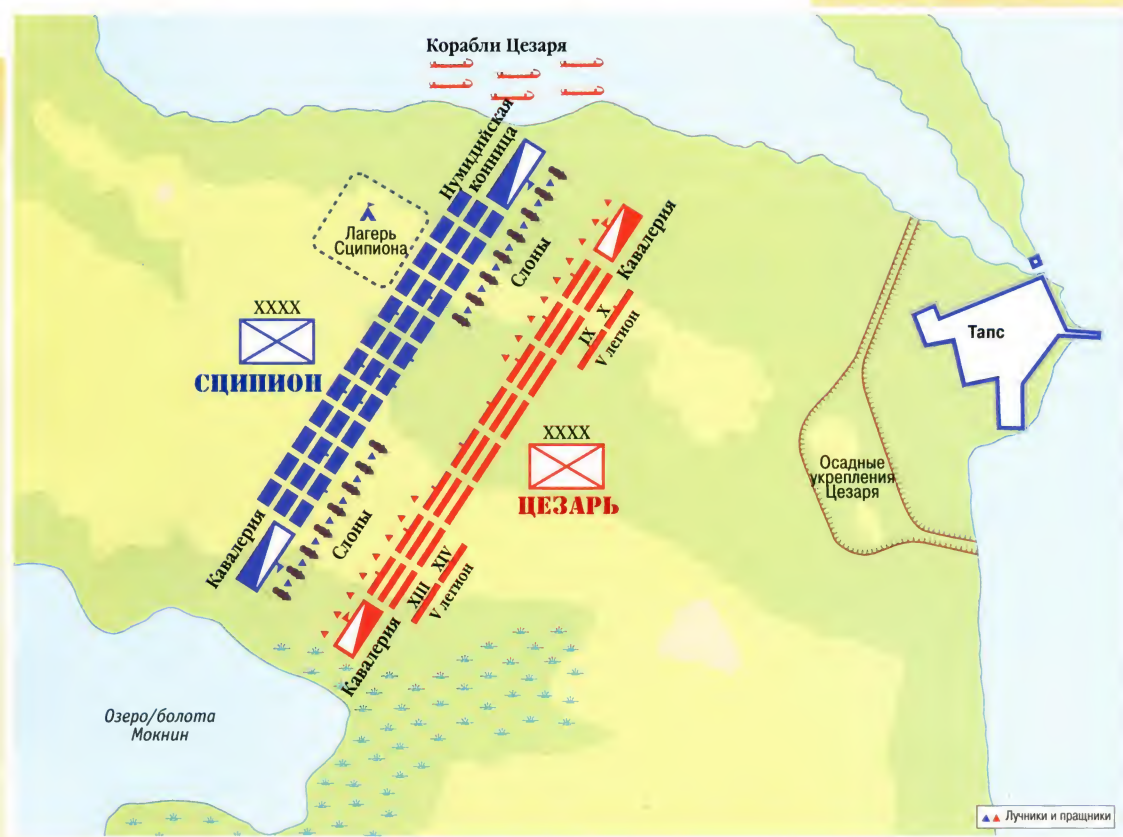 Корабли Цезаря
Нумидийская
конница
Лагерь
Сципиона
Слоны
Кавалерия
XXXX
СЦИПИОН
IX X
V легион
Тапс
XXXX
ЦЕЗАРЬ
Осадные
укрепления
Цезаря
Кавалерия
Слоны
XIII XIV
V легион
Кавалерия
Озеро/болота
Мокнин
Лучники и пращники